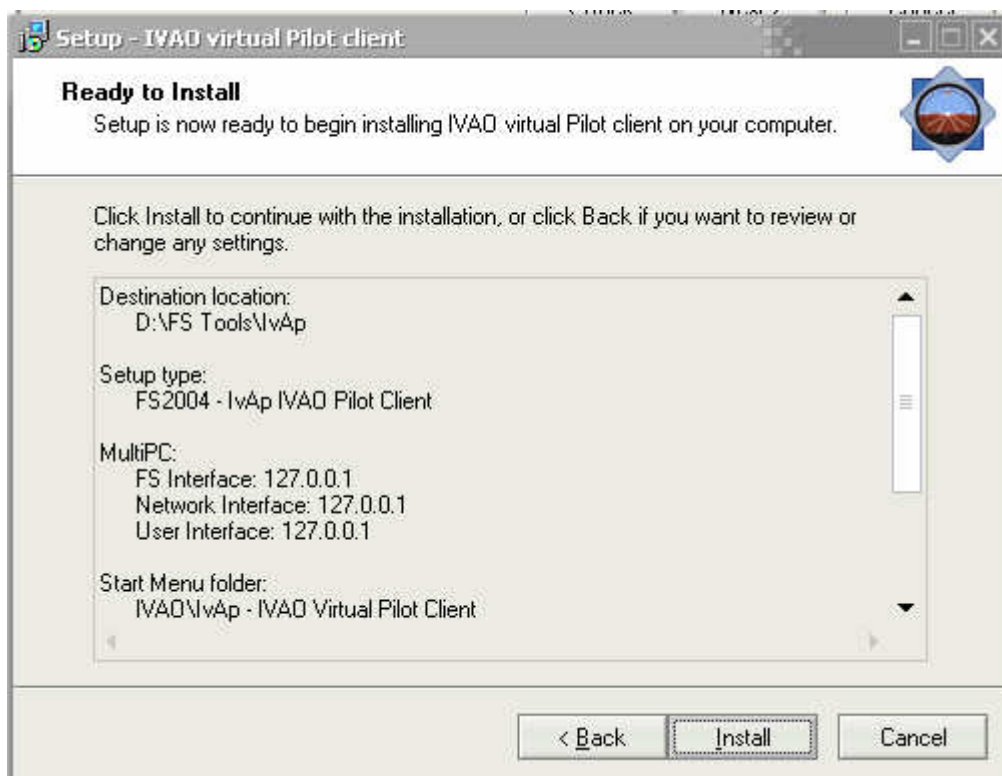 Setup - IVAO virtual Pilot client
Ready to Install
Setup is now ready to begin installing IVAO virtual Pilot client on your computer.
Click Install to continue with the installation, or click Back if you want to review or
change any settings.
Destination location:
D:\FS Tools\IvAp
Setup type:
FS2004 - IvAp IVAO Pilot Client
MultiPC:
FS Interface: 127.0.0.1
Network Interface: 127.0.0.1
User Interface: 127.0.0.1
Start Menu folder:
IVAO\IvAp - IVAO Virtual Pilot Client
< Back
Install
Cancel